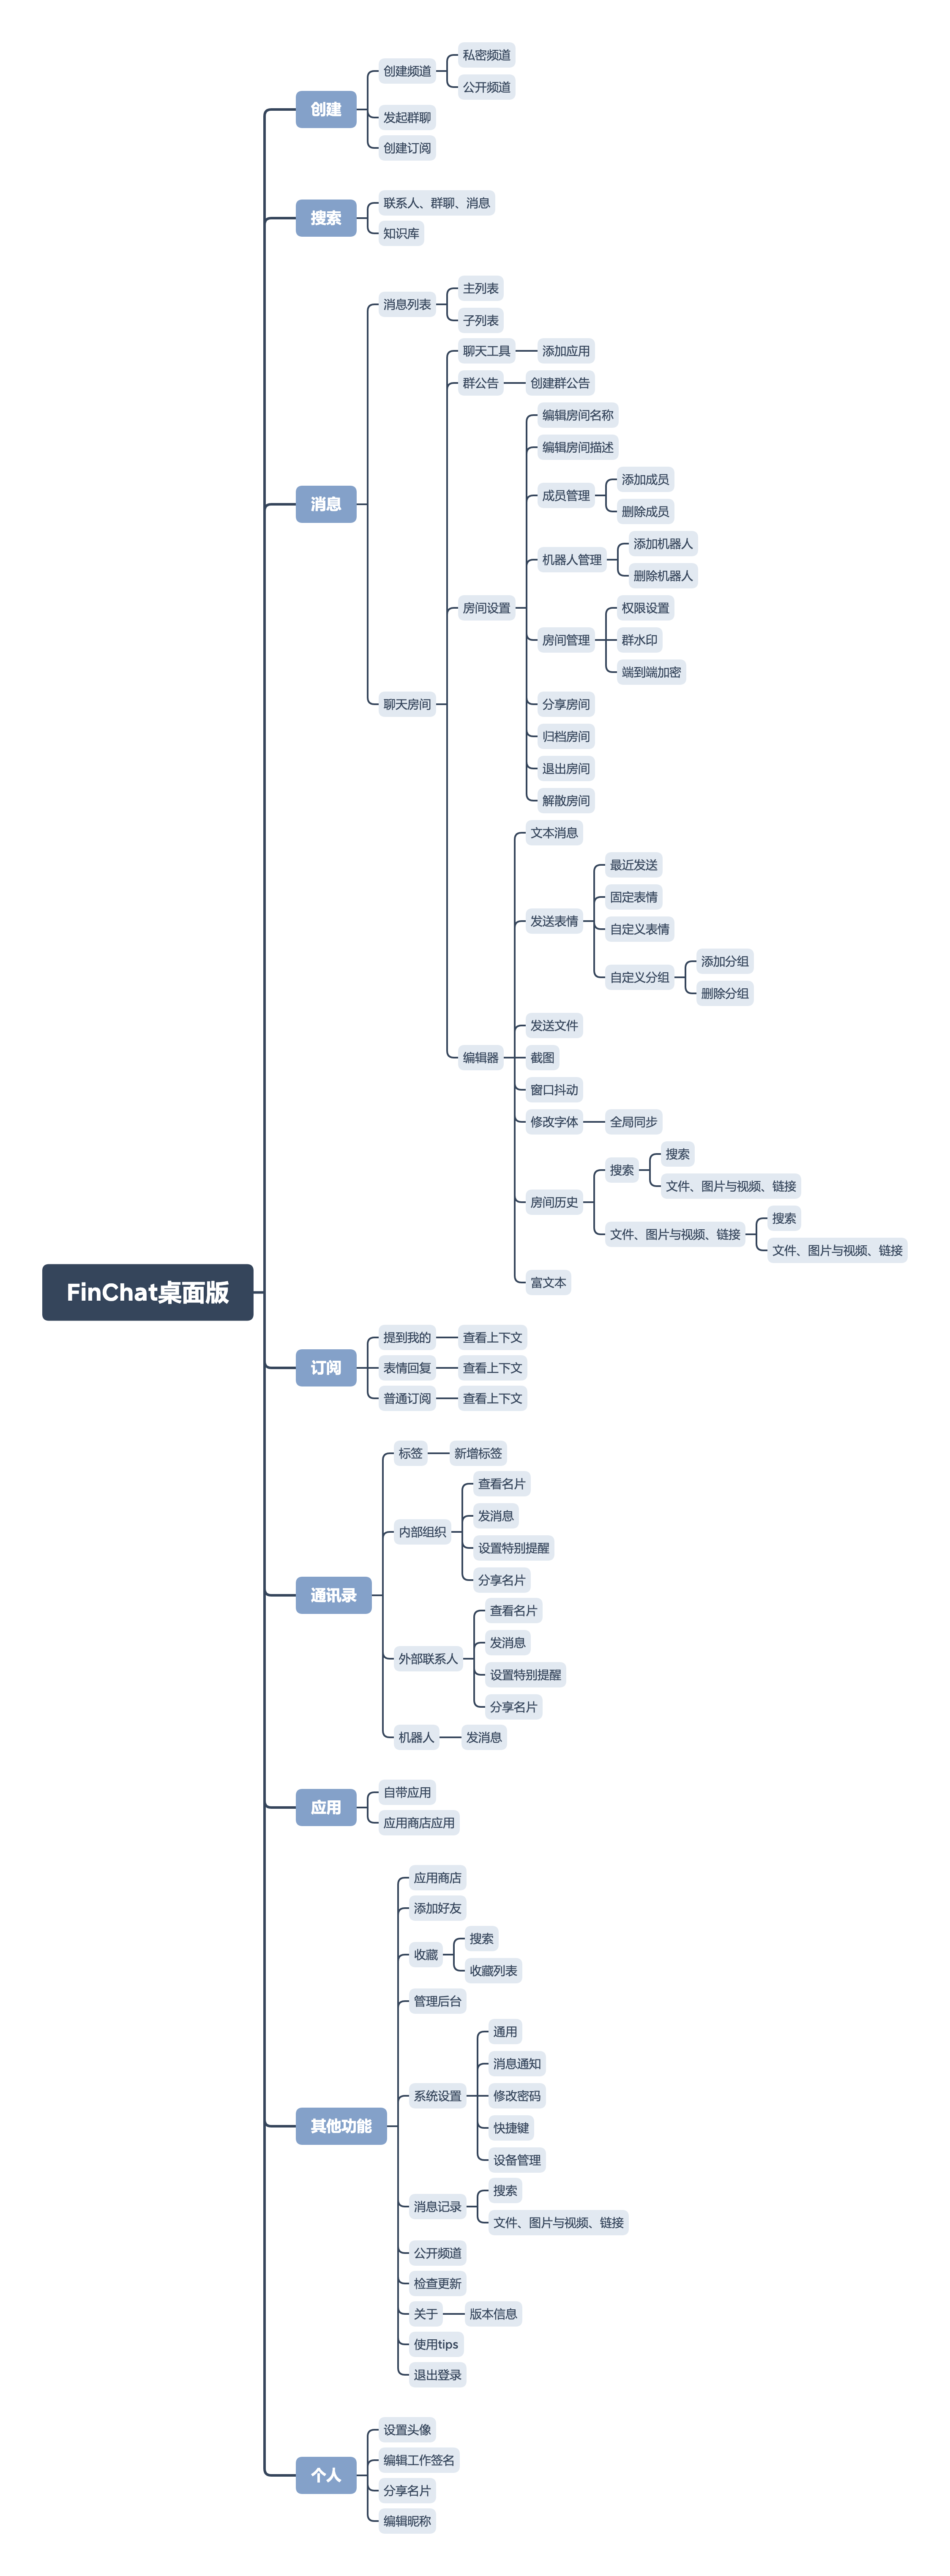 FinChat桌面版
创建
创建频道
私密频道
公开频道
发起群聊
创建订阅
搜索
联系人、群聊、消息
知识库
消息
消息列表
主列表
子列表
聊天房间
聊天工具
添加应用
群公告
创建群公告
房间设置
编辑房间名称
编辑房间描述
成员管理
添加成员
删除成员
机器人管理
添加机器人
删除机器人
房间管理
权限设置
群水印
端到端加密
分享房间
归档房间
退出房间
解散房间
编辑器
文本消息
发送表情
最近发送
固定表情
自定义表情
自定义分组
添加分组
删除分组
发送文件
截图
窗口抖动
修改字体
全局同步
房间历史
搜索
搜索
文件、图片与视频、链接
文件、图片与视频、链接
搜索
文件、图片与视频、链接
富文本
订阅
提到我的
查看上下文
表情回复
查看上下文
普通订阅
查看上下文
通讯录
标签
新增标签
内部组织
查看名片
发消息
设置特别提醒
分享名片
外部联系人
查看名片
发消息
设置特别提醒
分享名片
机器人
发消息
应用
自带应用
应用商店应用
其他功能
应用商店
添加好友
收藏
搜索
收藏列表
管理后台
系统设置
通用
消息通知
修改密码
快捷键
设备管理
消息记录
搜索
文件、图片与视频、链接
公开频道
检查更新
关于
版本信息
使用tips
退出登录
个人
设置头像
编辑工作签名
分享名片
编辑昵称